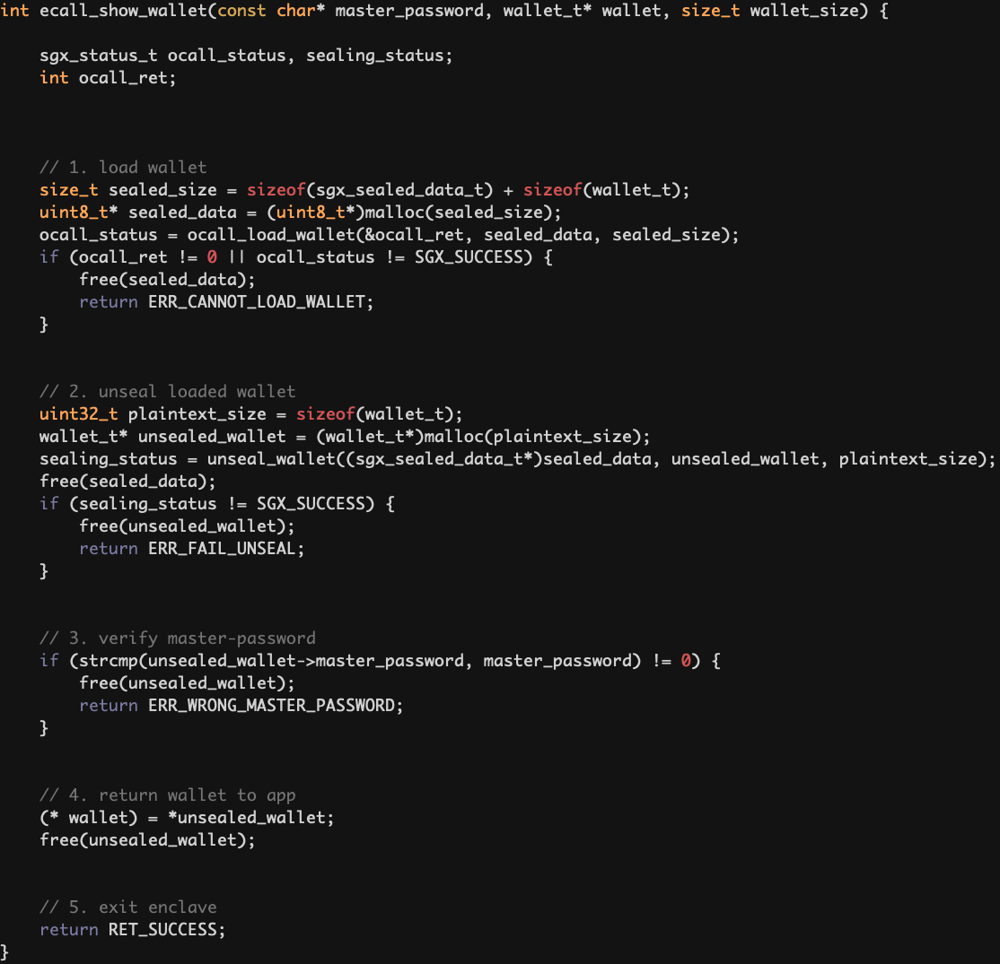 int ecall_show_wallet(const char* master_password, wallet_t* wallet, size_t wallet_size) {
    sgx_status_t ocall_status, sealing_status;
    int ocall_ret;
    // 1. load wallet
    size_t sealed_size = sizeof(sgx_sealed_data_t) + sizeof(wallet_t);
    uint8_t* sealed_data = (uint8_t*)malloc(sealed_size);
    ocall_status = ocall_load_wallet(&ocall_ret, sealed_data, sealed_size);
    if (ocall_ret != 0 || ocall_status != SGX_SUCCESS) {
        free(sealed_data);
        return ERR_CANNOT_LOAD_WALLET;
    }
    // 2. unseal loaded wallet
    uint32_t plaintext_size = sizeof(wallet_t);
    wallet_t* unsealed_wallet = (wallet_t*)malloc(plaintext_size);
    sealing_status = unseal_wallet((sgx_sealed_data_t*)sealed_data, unsealed_wallet, plaintext_size);
    free(sealed_data);
    if (sealing_status != SGX_SUCCESS) {
        free(unsealed_wallet);
        return ERR_FAIL_UNSEAL;
    }
    // 3. verify master-password
    if (strcmp(unsealed_wallet->master_password, master_password) != 0) {
        free(unsealed_wallet);
        return ERR_WRONG_MASTER_PASSWORD;
    }
    // 4. return wallet to app
    (* wallet) = *unsealed_wallet;
    free(unsealed_wallet);
    // 5. exit enclave
    return RET_SUCCESS;
}